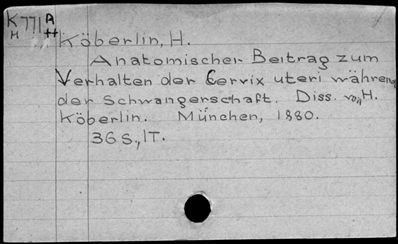 K771 A
H H
Köberlin, H.
Anatomischer Beitrag zum
Verhalten der Cervix uteri während
der Schwangerschaft. Diss. v. H.
Köberlin. München, 1880.
36 S., 1T.